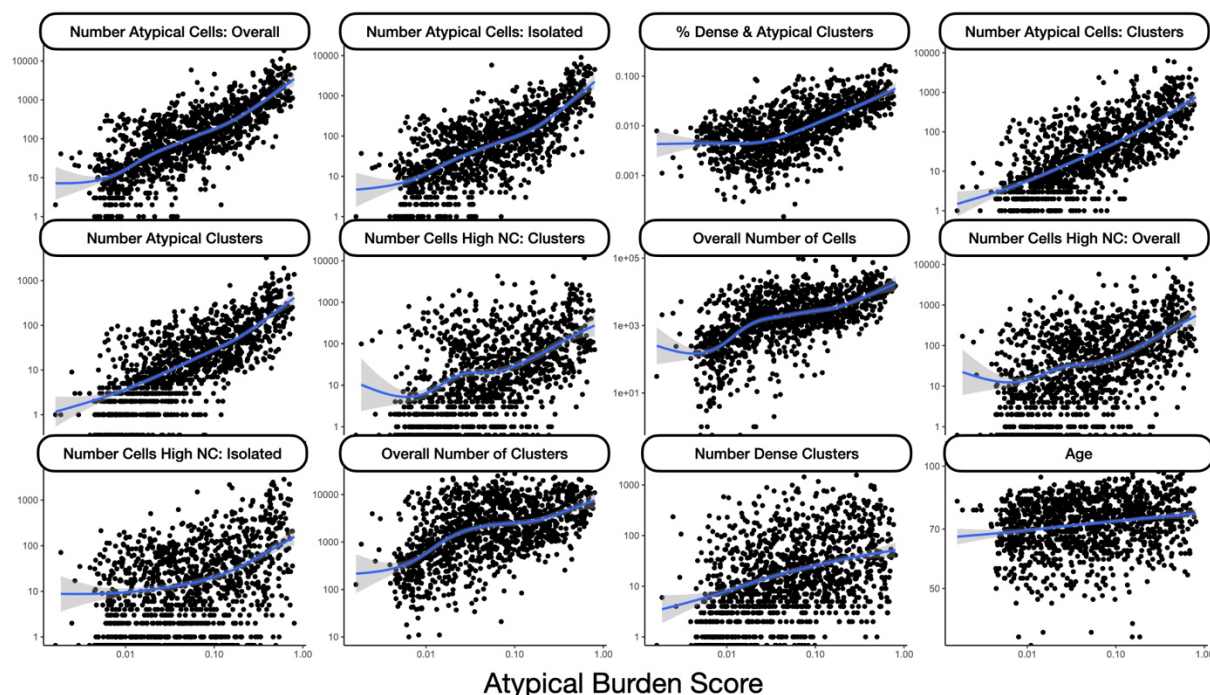 Number Atypical Cells: Overall
Number Atypical Cells: Isolated
% Dense & Atypical Clusters
Number Atypical Cells: Clusters
10000
1000
100
10
1
10000
1000
100
10
1
0.100
0.010
0.001
10000
1000
100
10
1
Number Atypical Clusters
Number Cells High NC: Clusters
Overall Number of Cells
Number Cells High NC: Overall
1000
100
10
1
10000
1000
100
10
1
1e+05
1e+03
1e+01
10000
1000
100
10
1
Number Cells High NC: Isolated
Overall Number of Clusters
Number Dense Clusters
Age
1000
100
10
1
10000
1000
100
10
1000
100
10
1
100
70
50
0.01 0.10 1.00
0.01 0.10 1.00
0.01 0.10 1.00
0.01 0.10 1.00
Atypical Burden Score